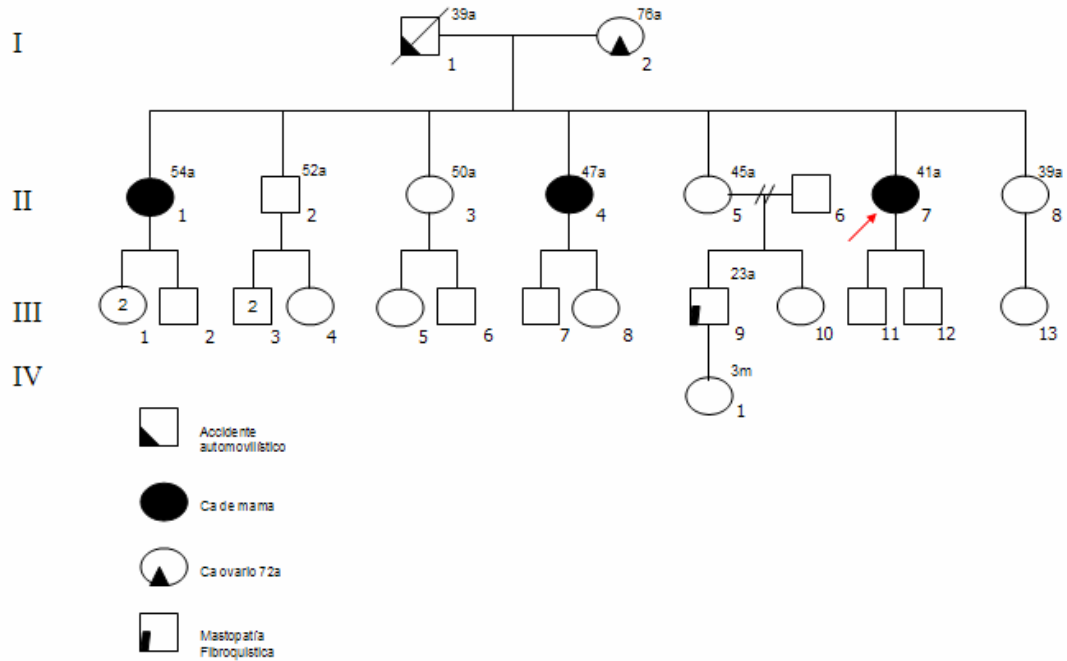 I
39a
1
76a
2
II
54a
1
52a
2
50a
3
47a
4
45a
5
6
41a
7
39a
8
III
2
1
2
2
3
4
5
6
7
8
23a
9
10
11
12
13
IV
3m
1
Accidente
automovilístico
Ca de mama
Ca ovario 72a
Mastopatía
Fibroquística